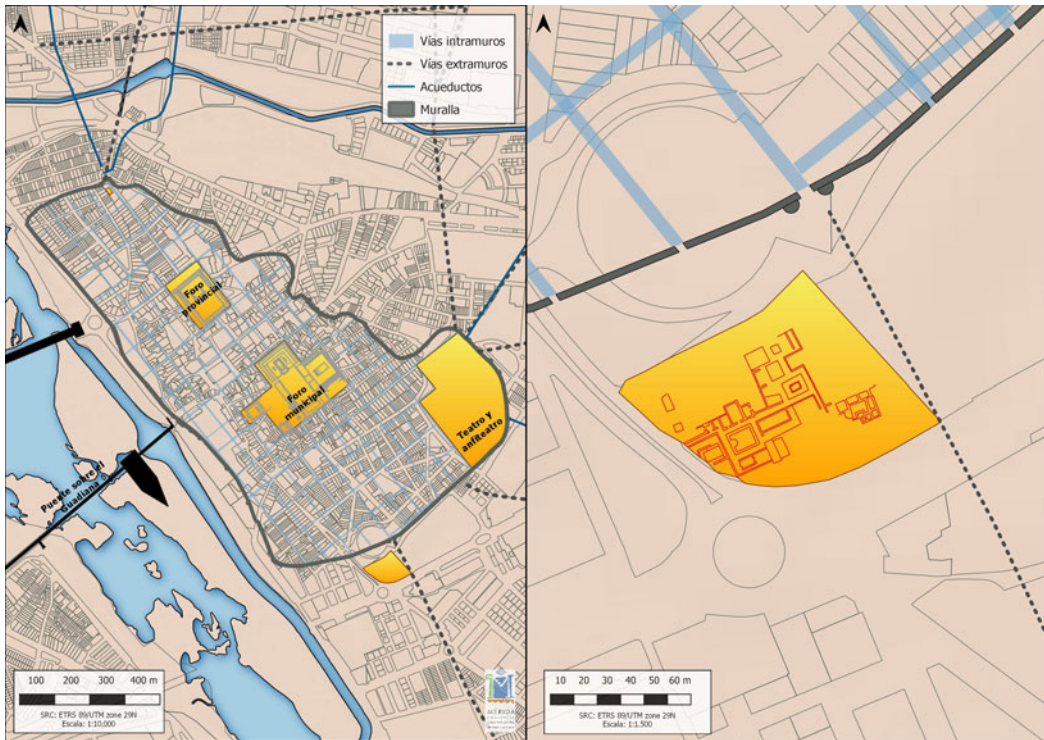 Vías intramuros
Vías extramuros
Acueductos
Muralla
Foro
provincial
Foro
municipal
Teatro y
anfiteatro
Puente sobre el
Guadiana
100 200 300 400 m
SRC: ETRS 89/UTM zone 29N
Escala: 1:10.000
MÉRIDA
10 20 30 40 50 60 m
SRC: ETRS 89/UTM zone 29N
Escala: 1:1.500